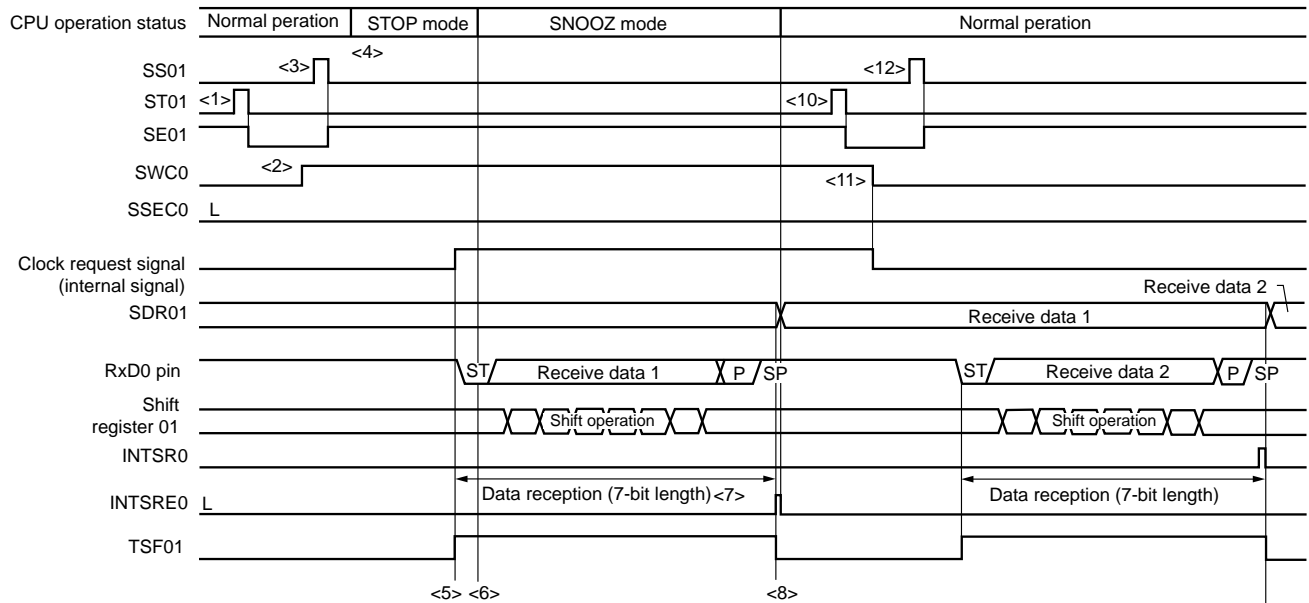 CPU operation status Normal peration STOP mode SNOOZ mode Normal peration
<4>
SS01 <3> <12>
ST01 <1> <10>
SE01
SWC0 <2> <11>
SSEC0 L
Clock request signal
(internal signal)
Receive data 2
SDR01 Receive data 1
RxD0 pin ST Receive data 1 P SP ST Receive data 2 P SP
Shift
register 01 Shift operation Shift operation
INTSR0
Data reception (7-bit length) <7> Data reception (7-bit length)
INTSRE0 L
TSF01
<5> <6> <8>